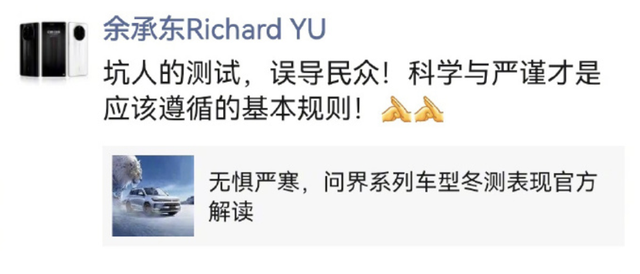 余承东Richard YU
坑人的测试，误导民众！科学与严谨才是
应该遵循的基本规则！
无惧严寒，问界系列车型冬测表现官方
解读